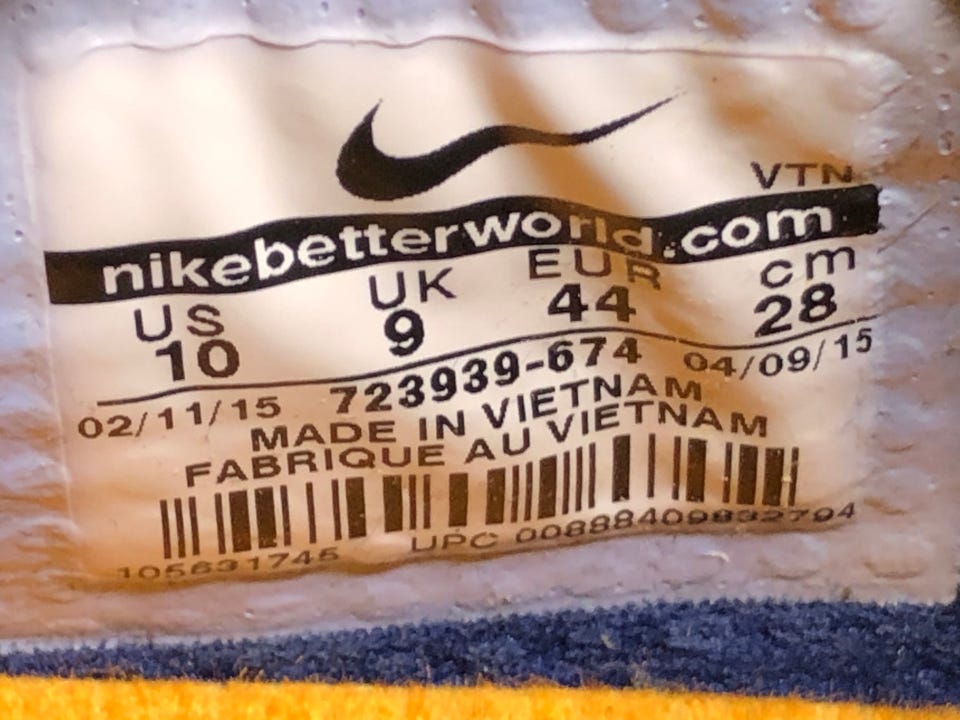 VTN
nikebetterworld.com
US UK EUR cm
10 9 44 28
02/11/15 723939-674 04/09/15
MADE IN VIETNAM
FABRIQUE AU VIETNAM
105631745 UPC 00888409832794